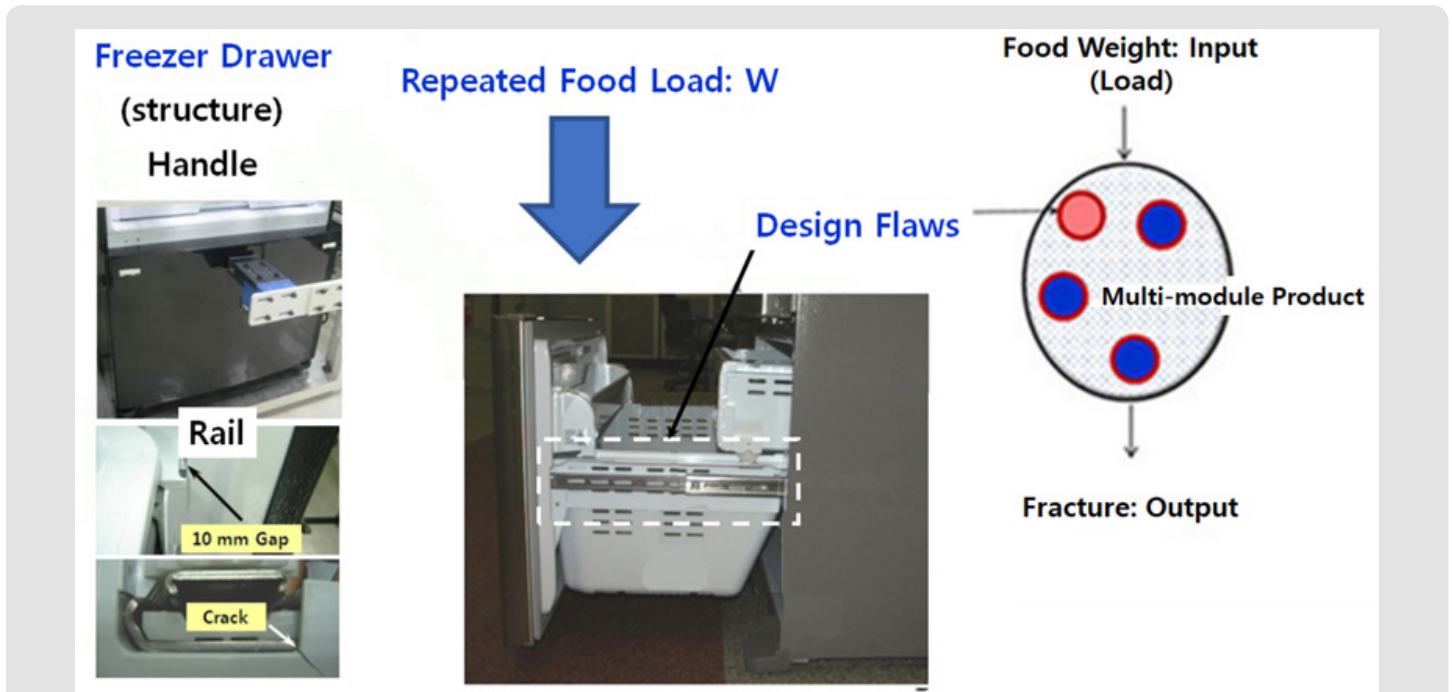 Freezer Drawer
(structure)
Handle
Rail
10 mm Gap
Crack
Repeated Food Load: W
Design Flaws
Food Weight: Input
(Load)
Multi-module Product
Fracture: Output